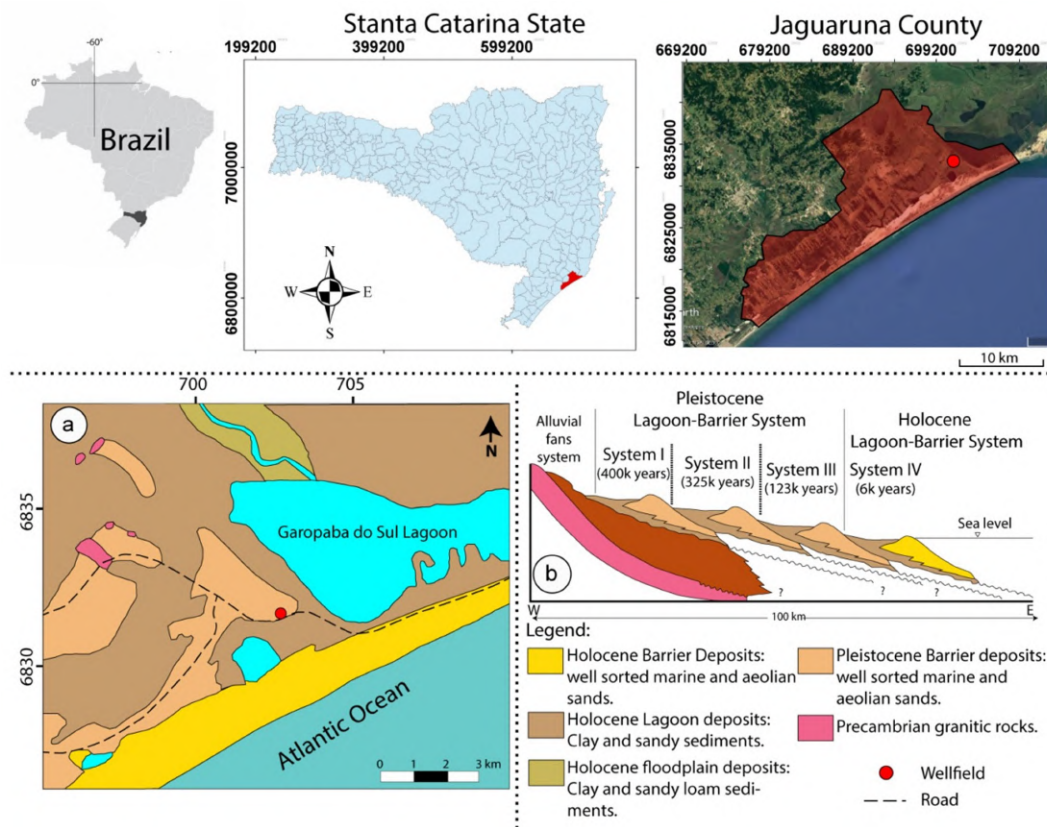 Stanta Catarina State
Jaguaruna County
-60°
0°
Brazil
199200
399200
599200
7000000
6800000
N
W
E
S
669200
679200
689200
699200
709200
6835000
6825000
6815000
10 km
700
705
6835
6830
a
N
Garopaba do Sul Lagoon
Atlantic Ocean
0
1
2
3 km
Pleistocene
Lagoon-Barrier System
Alluvial
fans
system
System I
(400k years)
System II
(325k years)
System III
(123k years)
Holocene
Lagoon-Barrier System
System IV
(6k years)
Sea level
b
?
?
?
W
100 km
E
Legend:
Holocene Barrier Deposits:
well sorted marine and aeolian
sands.
Holocene Lagoon deposits:
Clay and sandy sediments.
Holocene floodplain deposits:
Clay and sandy loam sedi-
ments.
Pleistocene Barrier deposits:
well sorted marine and
aeolian sands.
Precambrian granitic rocks.
Wellfield
Road